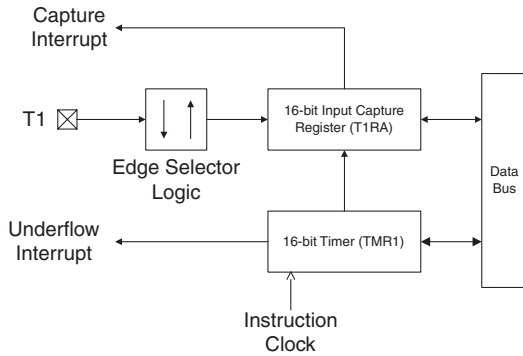 Capture
Interrupt
T1
Edge Selector
Logic
16-bit Input Capture
Register (T1RA)
Data
Bus
Underflow
Interrupt
16-bit Timer (TMR1)
Instruction
Clock